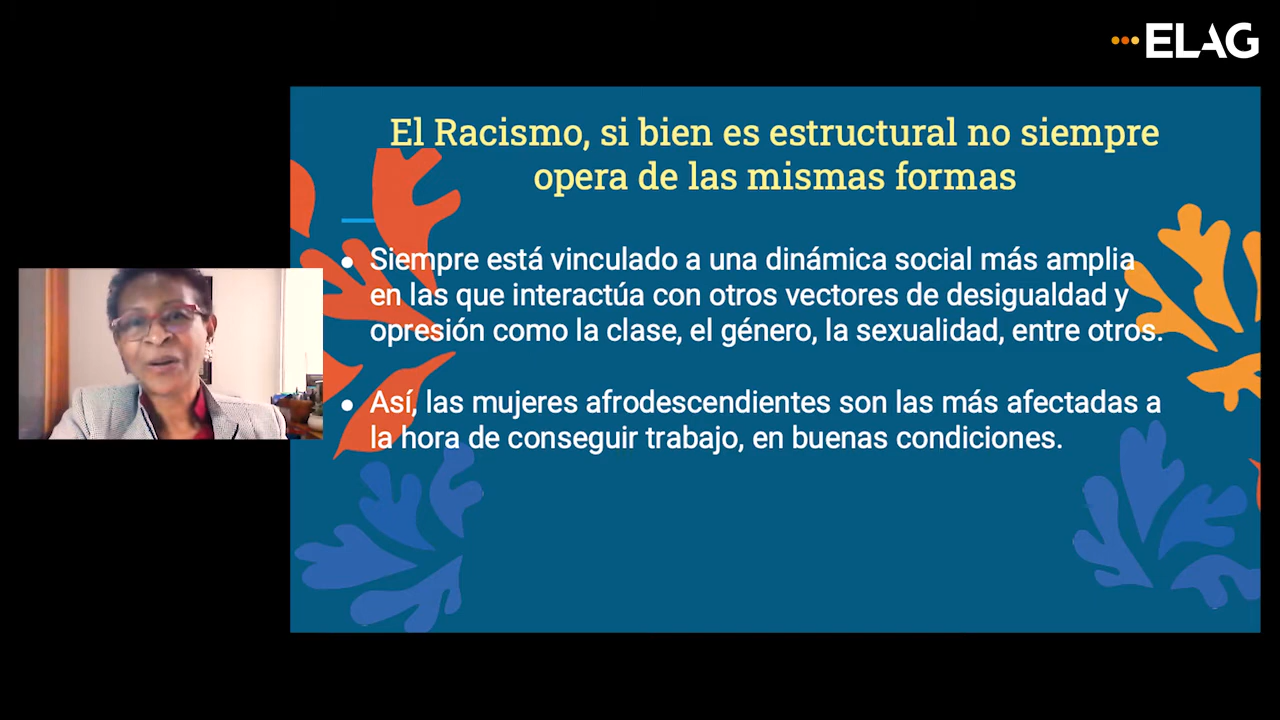 ELAG
El Racismo, si bien es estructural no siempre
opera de las mismas formas
Siempre está vinculado a una dinámica social más amplia
en las que interactúa con otros vectores de desigualdad y
opresión como la clase, el género, la sexualidad, entre otros.
Así, las mujeres afrodescendientes son las más afectadas a
la hora de conseguir trabajo, en buenas condiciones.